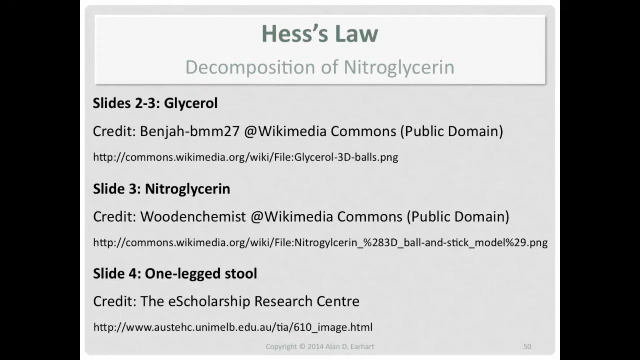 Hess's Law
Decomposition of Nitroglycerin
Slides 2-3: Glycerol
Credit: Benjah-bmm27 @Wikimedia Commons (Public Domain)
http://commons.wikimedia.org/wiki/File:Glycerol-3D-balls.png
Slide 3: Nitroglycerin
Credit: Woodenchemist @Wikimedia Commons (Public Domain)
http://commons.wikimedia.org/wiki/File:Nitrogylcerin_%283D_ball-and-stick_model%29.png
Slide 4: One-legged stool
Credit: The eScholarship Research Centre
http://www.austehc.unimelb.edu.au/tia/610_image.html
Copyright © 2014 Alan D. Earhart
50